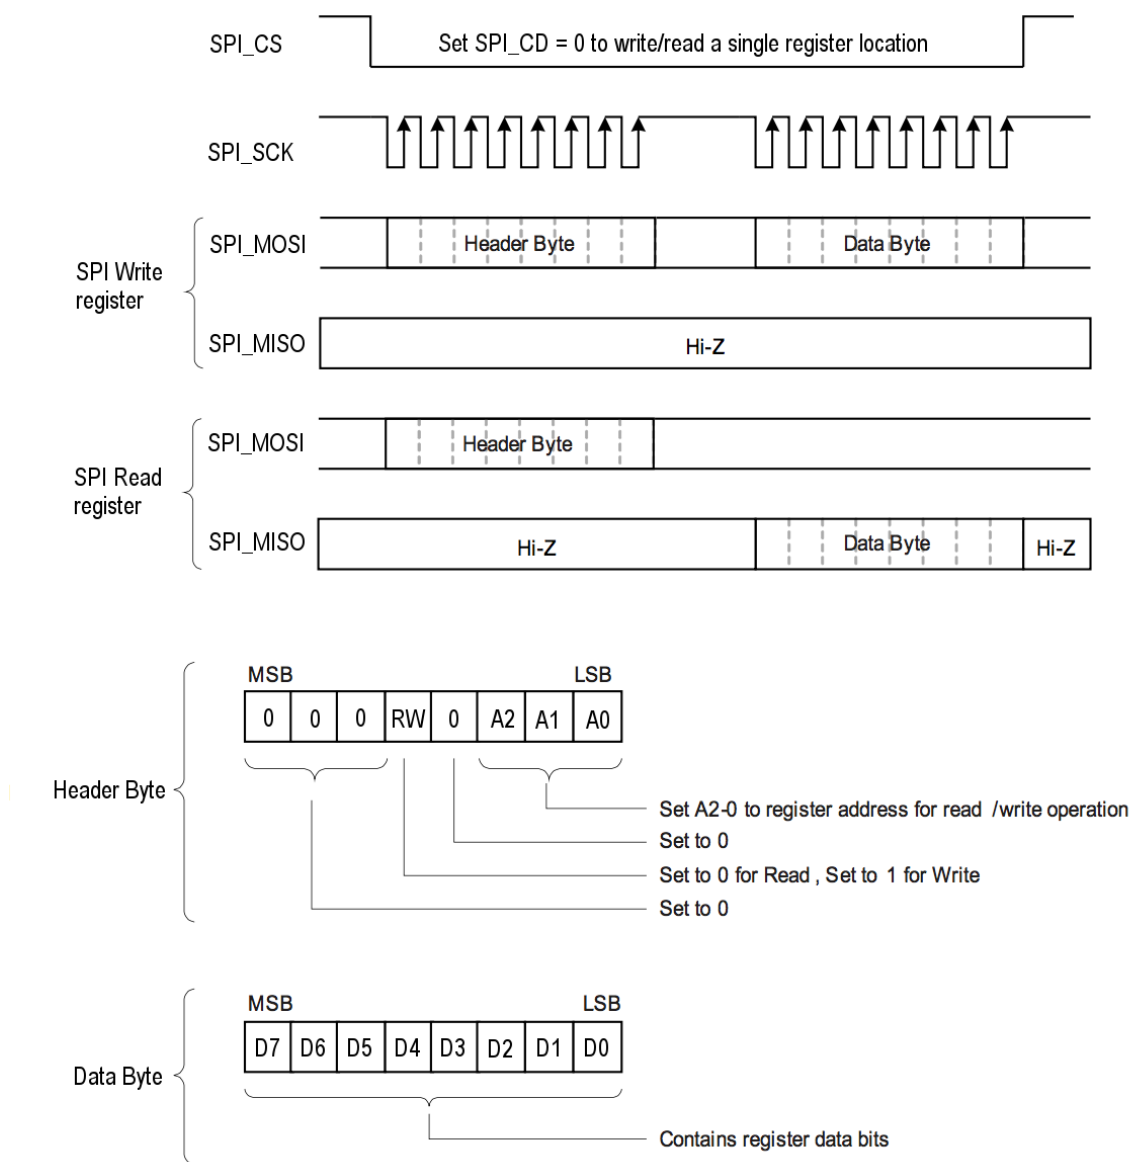 SPI_CS
Set SPI_CD = 0 to write/read a single register location
SPI_SCK
SPI Write
register
SPI_MOSI
Header Byte
Data Byte
SPI_MISO
Hi-Z
SPI Read
register
SPI_MOSI
Header Byte
SPI_MISO
Hi-Z
Data Byte
Hi-Z
Header Byte
MSB
LSB
0 0 0 RW 0 A2 A1 A0
Set A2-0 to register address for read /write operation
Set to 0
Set to 0 for Read , Set to 1 for Write
Set to 0
Data Byte
MSB
LSB
D7 D6 D5 D4 D3 D2 D1 D0
Contains register data bits